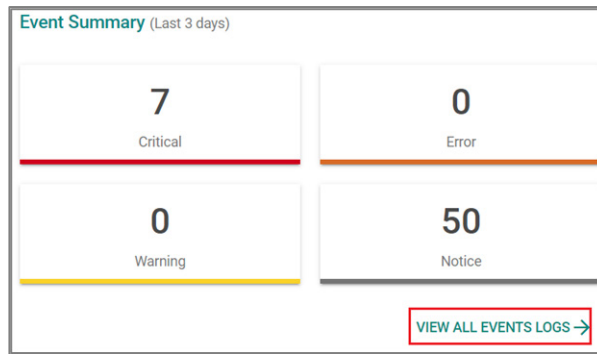 Event Summary (Last 3 days)
7
Critical
0
Error
0
Warning
50
Notice
VIEW ALL EVENTS LOGS